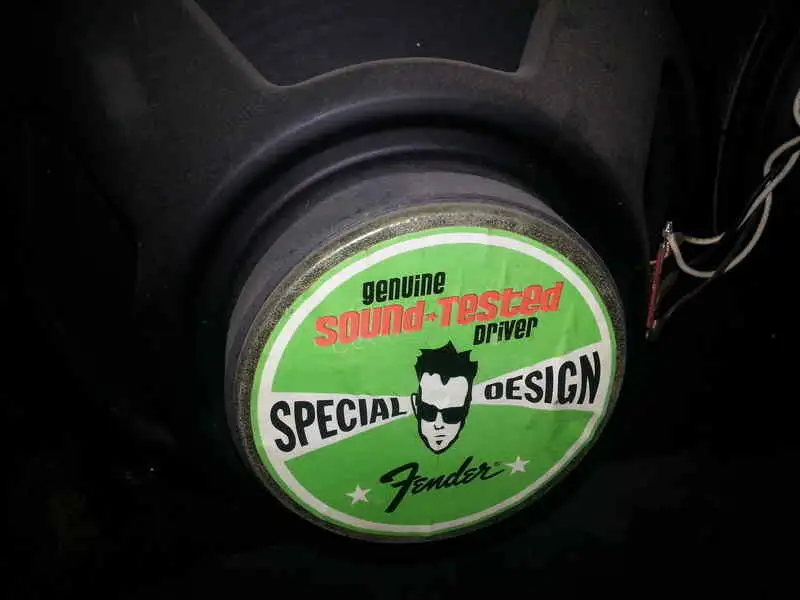 genuine
SOUND-Tested
DRIVER
SPECIAL DESIGN
Fender